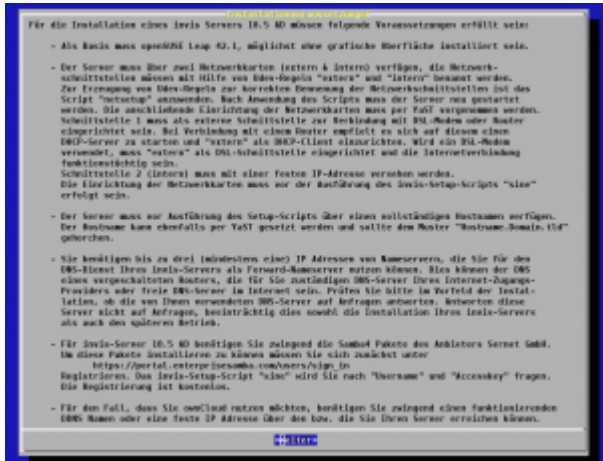 Installationsvoraussetzungen
Für die Installation eines invis Servers 10.5 AD müssen folgende Voraussetzungen erfüllt sein:
- Als Basis muss openSUSE Leap 42.1, möglichst ohne grafische Oberfläche installiert sein.
- Der Server muss über zwei Netzwerkkarten (extern & intern) verfügen, die Netzwerk-
schnittstellen müssen mit Hilfe von Udev-Regeln "extern" und "intern" benannt werden.
Zur Erzeugung von Udev-Regeln zur korrekten Benennung der Netzwerkschnittstellen ist das
Script "netsetup" anzuwenden. Nach Anwendung des Scripts muss der Server neu gestartet
werden. Die anschließende Einrichtung der Netzwerkkarten muss per YaST vorgenommen werden.
Schnittstelle 1 muss als externe Schnittstelle zur Verbindung mit DSL-Modem oder Router
eingerichtet sein. Bei Verbindung mit einem Router empfielt es sich auf diesem einen
DHCP-Server zu starten und "extern" als DHCP-Client einzurichten. Wird ein DSL-Modem
verwendet, muss "extern" als DSL-Schnittstelle eingerichtet und die Internetverbindung
funktionstüchtig sein.
Schnittstelle 2 (intern) muss mit einer festen IP-Adresse versehen werden.
Die Einrichtung der Netzwerkkarten muss vor der Ausführung des invis-Setup-Scripts "sine"
erfolgt sein.
- Der Server muss vor Ausführung des Setup-Scripts über einen vollständigen Hostnamen verfügen.
Der Hostname kann ebenfalls per YaST gesetzt werden und sollte dem Muster "Hostname.Domain.tld"
gehorchen.
- Sie benötigen bis zu drei (mindestens eine) IP Adressen von Nameservern, die Sie für den
DNS-Dienst Ihres invis-Servers als Forward-Nameserver nutzen können. Dies können der DNS
eines vorgeschalteten Routers, die für Sie zuständigen DNS-Server Ihres Internet-Zugangs-
Providers oder freie DNS-Server im Internet sein. Prüfen Sie bitte im Vorfeld der Instal-
lation, ob die von Ihnen verwendeten DNS-Server auf Anfragen antworten. Antworten diese
Server nicht auf Anfragen, beeinträchtig dies sowohl die Installation Ihres invis-Servers
als auch den späteren Betrieb.
- Für invis-Server 10.5 AD benötigen Sie zwingend die Samba4 Pakete des Anbieters Sernet GmbH.
Um diese Pakete installieren zu können müssen Sie sich zunächst unter
https://portal.enterprisesamba.com/users/sign_in
Registrieren. Das invis-Setup-Script "sine" wird Sie nach "Username" und "Accesskey" fragen.
Die Registrierung ist kostenlos.
- Für den Fall, dass Sie ownCloud nutzen möchten, benötigen Sie zwingend einen funktionierenden
DDNS Namen oder eine feste IP Adresse über den bzw. die Sie Ihren Server erreichen können.